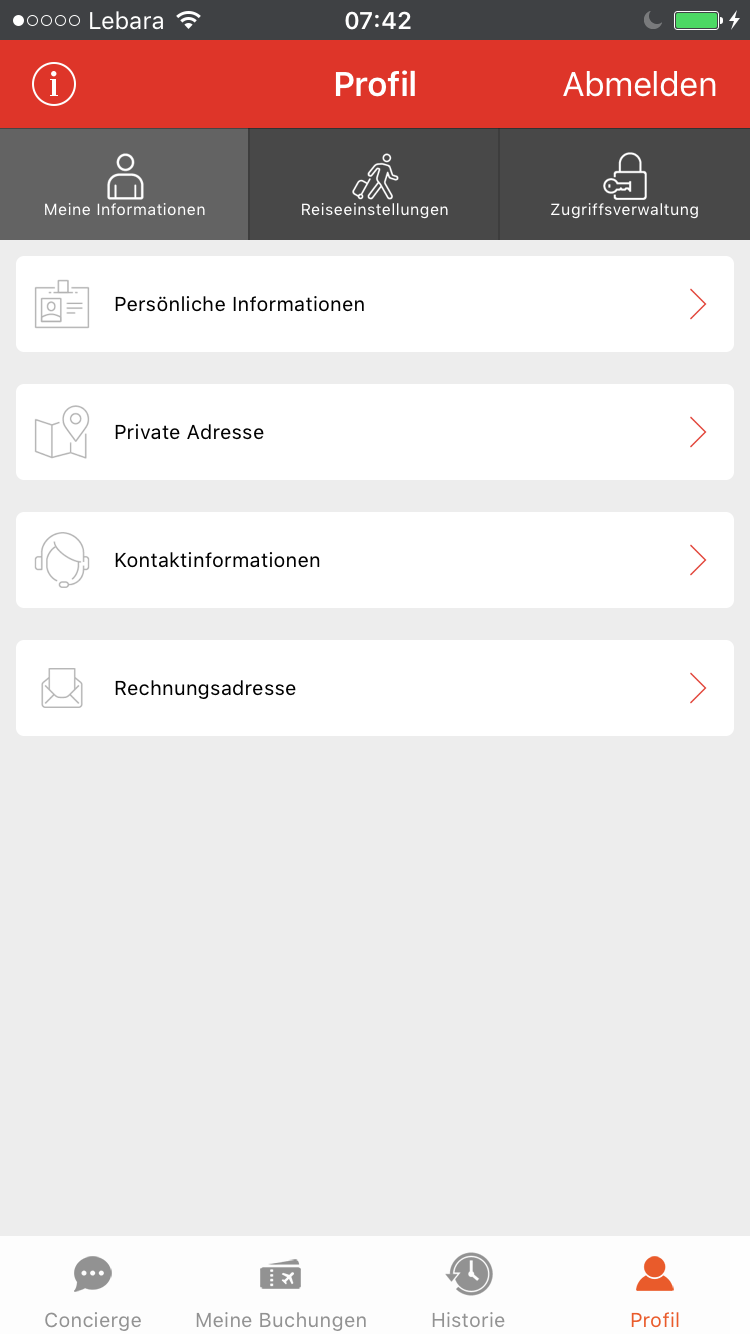 Lebara 07:42
Profil Abmelden
Meine Informationen Reiseeinstellungen Zugriffsverwaltung
Persönliche Informationen
Private Adresse
Kontaktinformationen
Rechnungsadresse
Concierge Meine Buchungen Historie Profil